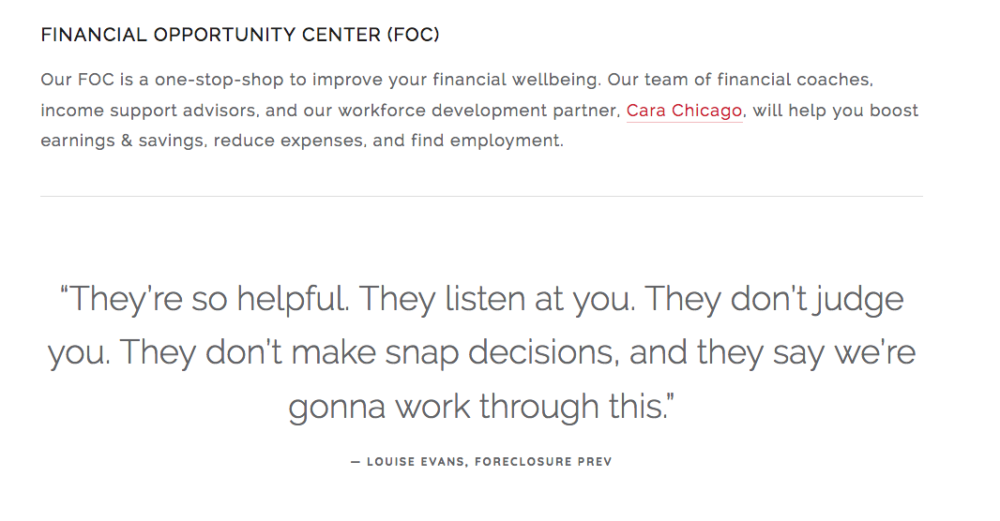 FINANCIAL OPPORTUNITY CENTER (FOC)
Our FOC is a one-stop-shop to improve your financial wellbeing. Our team of financial coaches,
income support advisors, and our workforce development partner, Cara Chicago, will help you boost
earnings & savings, reduce expenses, and find employment.
“They’re so helpful. They listen at you. They don’t judge
you. They don’t make snap decisions, and they say we’re
gonna work through this.”
— LOUISE EVANS, FORECLOSURE PREV